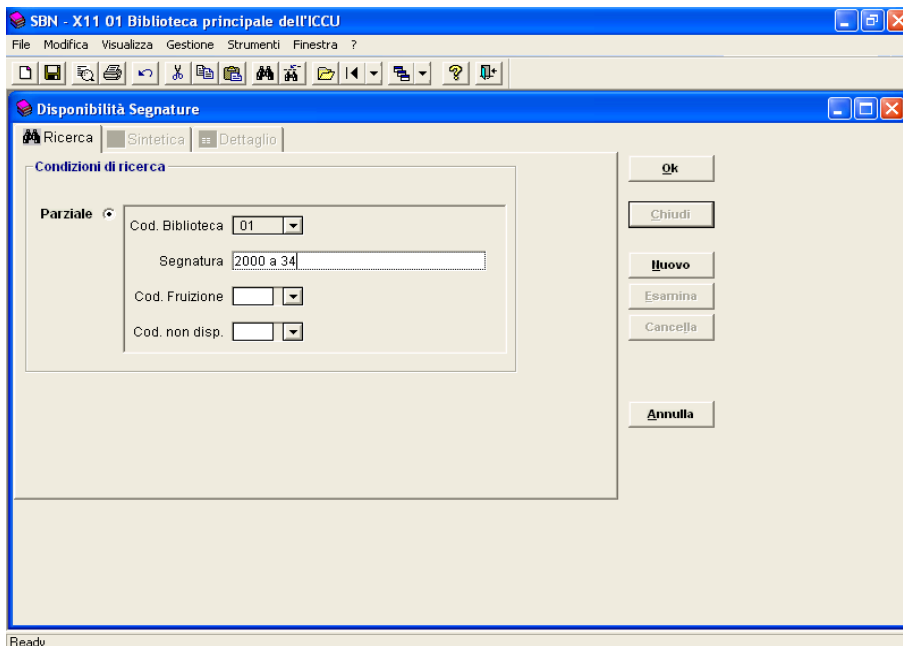 SBN - X11 01 Biblioteca principale dell'ICCU
File Modifica Visualizza Gestione Strumenti Finestra ?
Disponibilità Segnature
Ricerca Sintetica Dettaglio
Condizioni di ricerca
Parziale
Cod. Biblioteca 01
Segnatura 2000 a 34
Cod. Fruizione
Cod. non disp.
Ok
Chiudi
Nuovo
Esamina
Cancella
Annulla
Ready